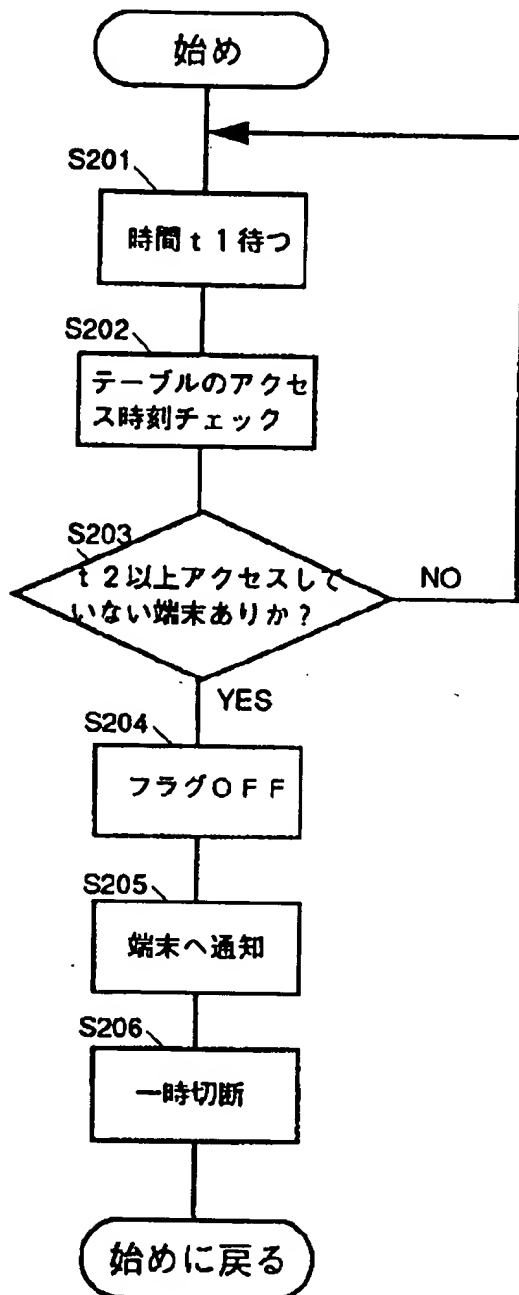 始め
S201
時間ｔ１待つ
S202
テーブルのアクセ
ス時刻チェック
S203
ｔ２以上アクセスして
いない端末ありか？
NO
YES
S204
フラグＯＦＦ
S205
端末へ通知
S206
一時切断
始めに戻る